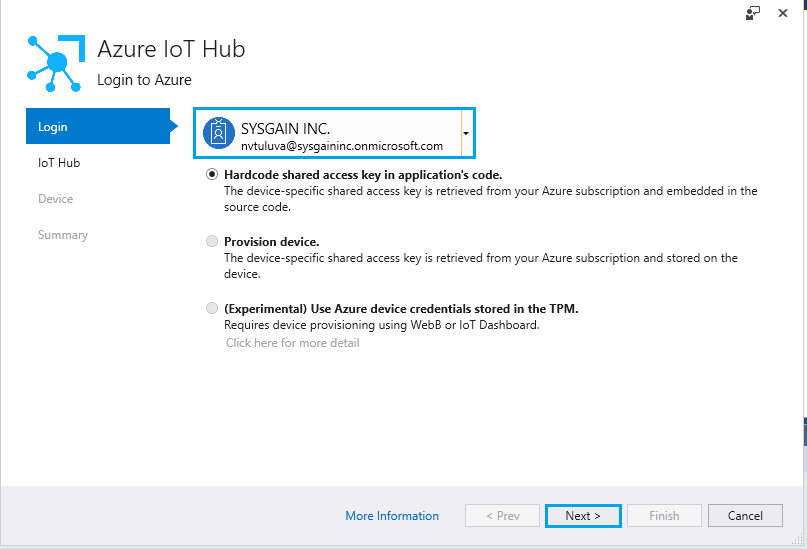 Azure IoT Hub
Login to Azure
Login
IoT Hub
Device
Summary
SYSGAIN INC.
nvtuluva@sysgaininc.onmicrosoft.com
Hardcode shared access key in application's code.
The device-specific shared access key is retrieved from your Azure subscription and embedded in the
source code.
Provision device.
The device-specific shared access key is retrieved from your Azure subscription and stored on the
device.
(Experimental) Use Azure device credentials stored in the TPM.
Requires device provisioning using WebB or IoT Dashboard.
Click here for more detail
More Information
< Prev
Next >
Finish
Cancel